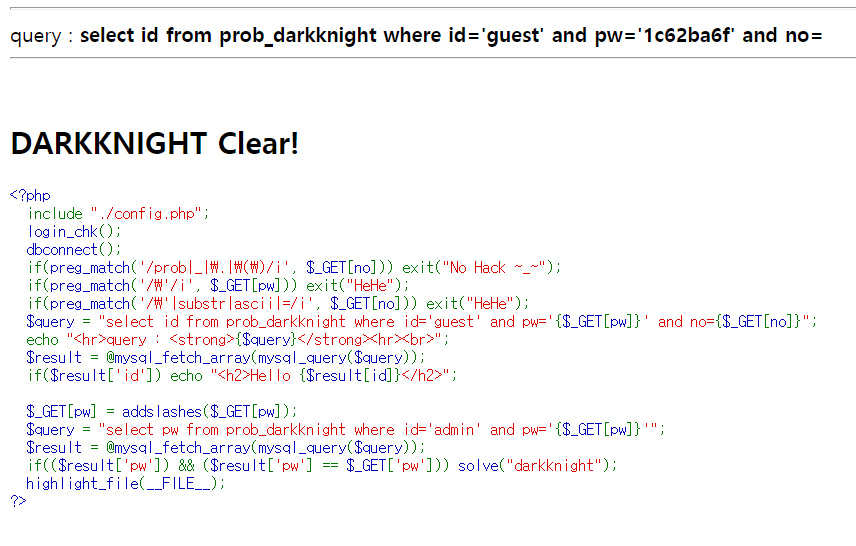 query : select id from prob_darkknight where id='guest' and pw='1c62ba6f' and no=
DARKKNIGHT Clear!
<?php
  include "./config.php";
  login_chk();
  dbconnect();
  if(preg_match('/prob|_|₩.|₩(₩)/i', $_GET[no])) exit("No Hack ~_~");
  if(preg_match('/₩'/i', $_GET[pw])) exit("HeHe");
  if(preg_match('/₩'|substr|ascii|=/i', $_GET[no])) exit("HeHe");
  $query = "select id from prob_darkknight where id='guest' and pw='{$_GET[pw]}' and no={$_GET[no]}";
  echo "<hr>query : <strong>{$query}</strong><hr><br>";
  $result = @mysql_fetch_array(mysql_query($query));
  if($result['id']) echo "<h2>Hello {$result[id]}</h2>";
  $_GET[pw] = addslashes($_GET[pw]);
  $query = "select pw from prob_darkknight where id='admin' and pw='{$_GET[pw]}'";
  $result = @mysql_fetch_array(mysql_query($query));
  if(($result['pw']) && ($result['pw'] == $_GET['pw'])) solve("darkknight");
  highlight_file(__FILE__);
?>